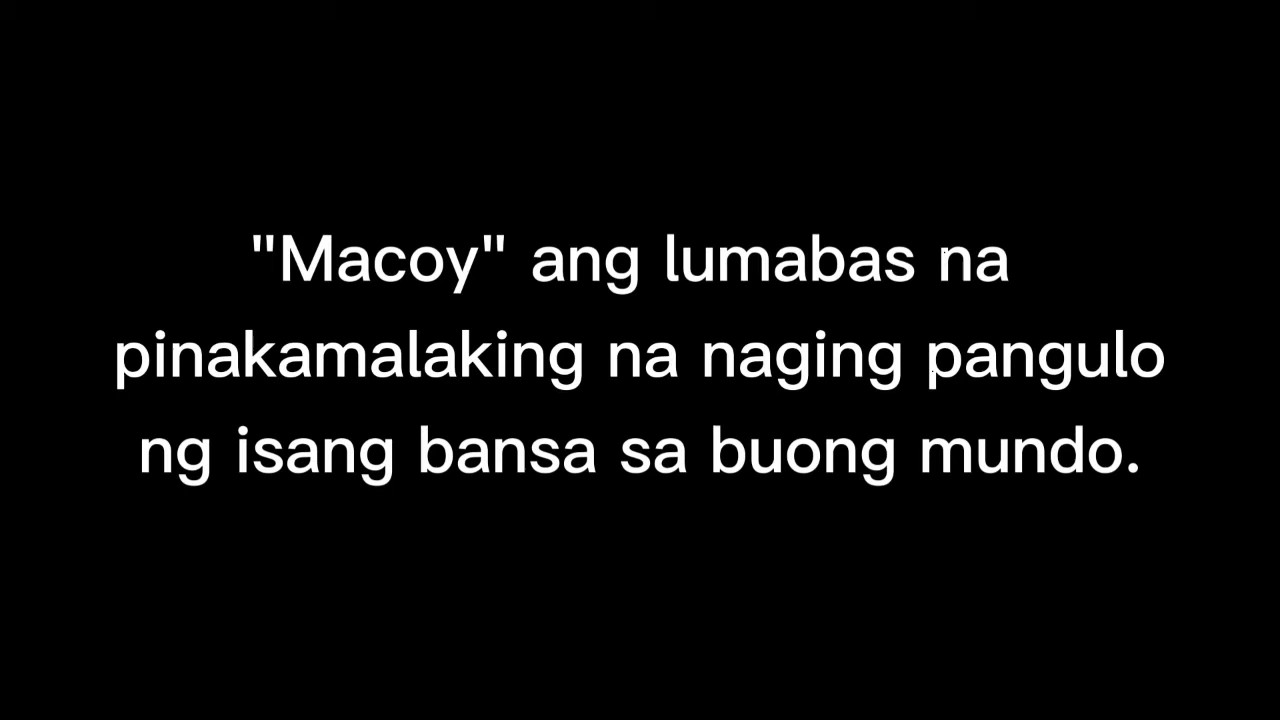 "Macoy" ang lumabas na
pinakamalaking na naging pangulo
ng isang bansa sa buong mundo.